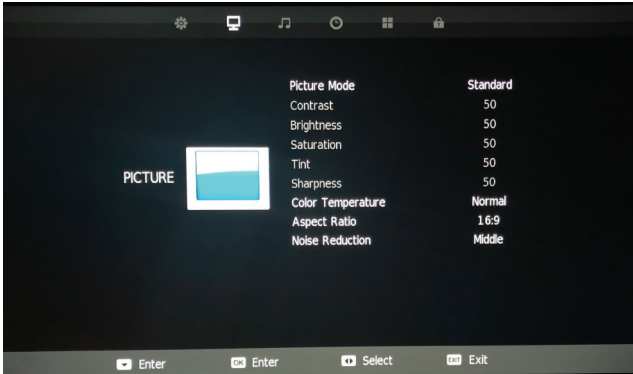 Picture Mode Standard
Contrast 50
Brightness 50
Saturation 50
Tint 50
PICTURE
Sharpness 50
Color Temperature Normal
Aspect Ratio 16:9
Noise Reduction Middle
Enter OK Enter Select EXIT Exit